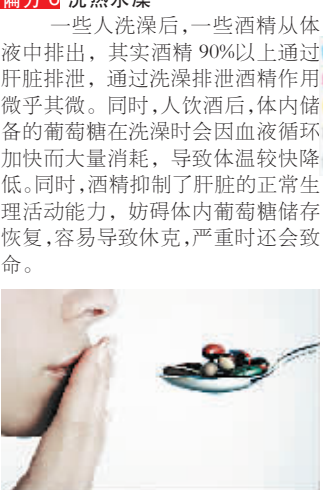 一些人洗澡后,一些酒精从体
液中排出，其实酒精 90%以上通过
肝脏排泄，通过洗澡排泄酒精作用
微乎其微。同时,人饮酒后,体内储
备的葡萄糖在洗澡时会因血液循环
加快而大量消耗，导致体温较快降
低。同时,酒精抑制了肝脏的正常生
理活动能力，妨碍体内葡萄糖储存
恢复,容易导致休克,严重时还会致
命。